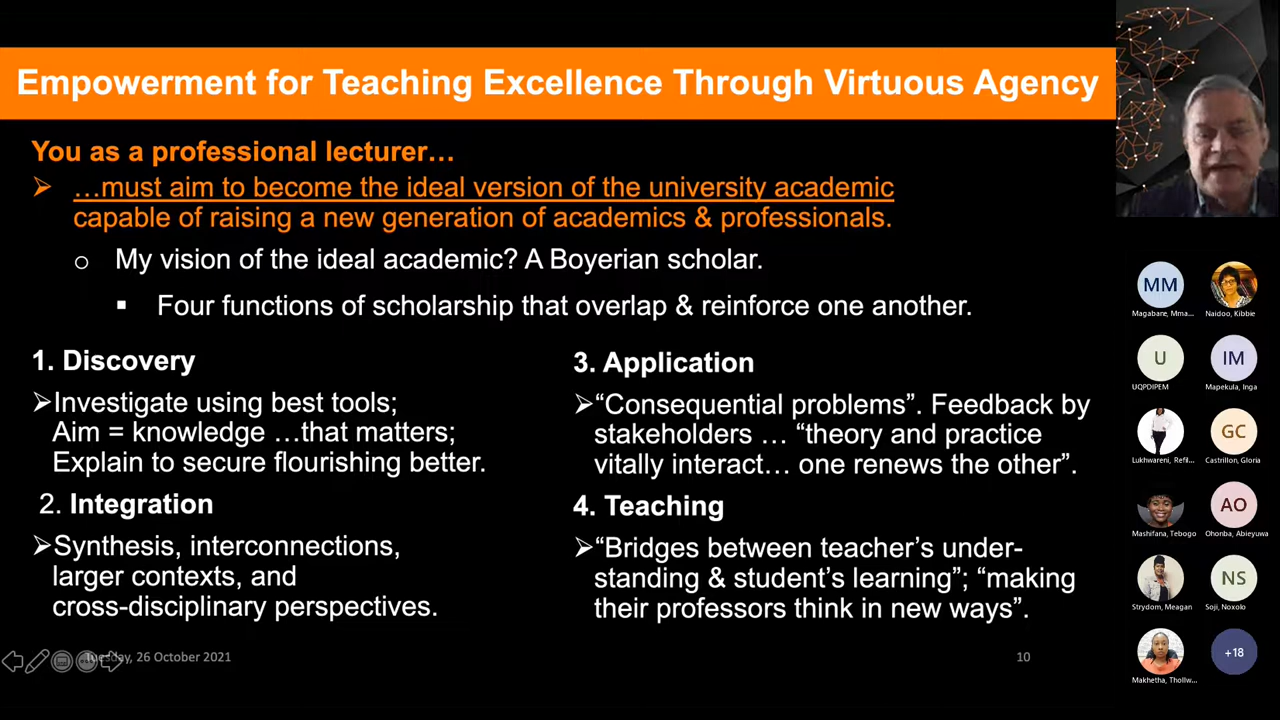 Empowerment for Teaching Excellence Through Virtuous Agency
You as a professional lecturer…
➢ …must aim to become the ideal version of the university academic
capable of raising a new generation of academics & professionals.
o My vision of the ideal academic? A Boyerian scholar.
▪ Four functions of scholarship that overlap & reinforce one another.
1. Discovery
➢Investigate using best tools;
Aim = knowledge …that matters;
Explain to secure flourishing better.
2. Integration
➢Synthesis, interconnections,
larger contexts, and
cross-disciplinary perspectives.
3. Application
➢“Consequential problems”. Feedback by
stakeholders … “theory and practice
vitally interact… one renews the other”.
4. Teaching
➢“Bridges between teacher’s under-
standing & student’s learning”; “making
their professors think in new ways”.
Tuesday, 26 October 2021
10
MM
Magabane, Mma...
Naidoo, Kibbie
U
UQPDIPEM
IM
Mapekula, Inga
Lukhwareni, Refil...
GC
Castrillon, Gloria
Mashifana, Tebogo
AO
Ohonba, Abieyuwa
Strydom, Meagan
NS
Soji, Noxolo
Makhetha, Thollw...
+18